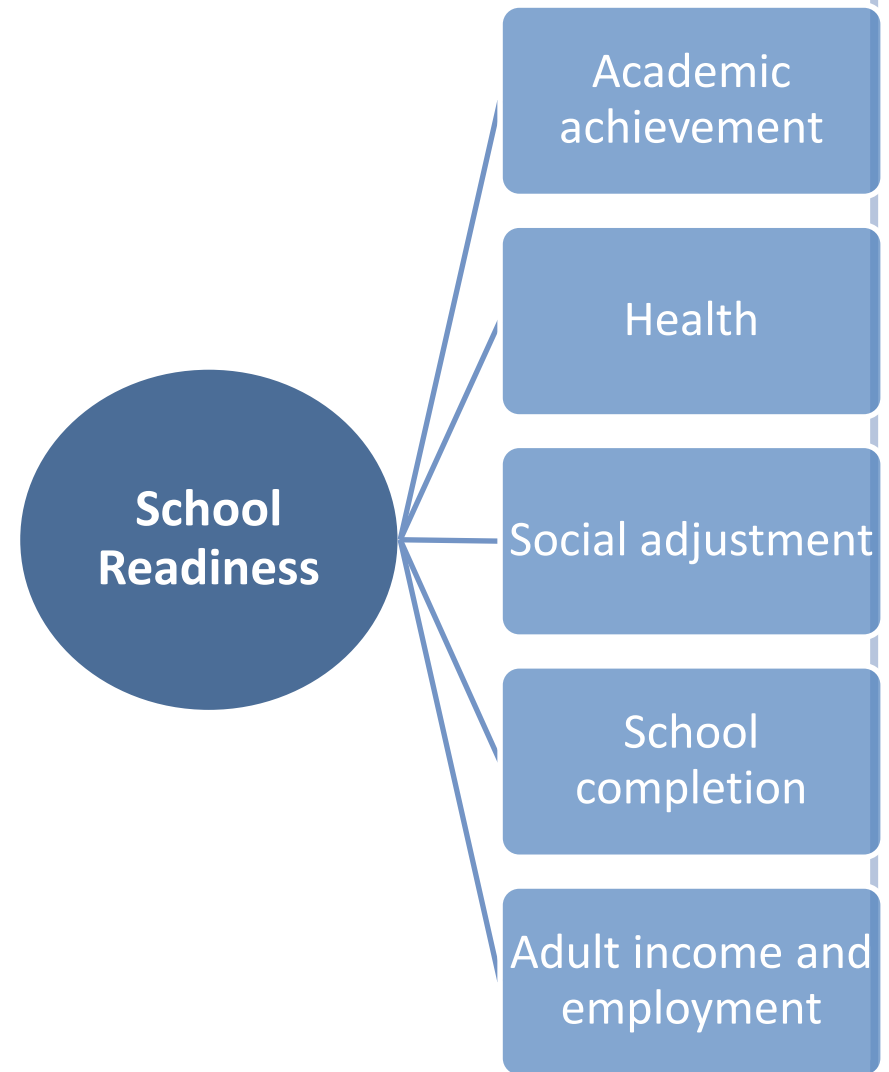 School
Readiness
Academic
achievement
Health
Social adjustment
School
completion
Adult income and
employment